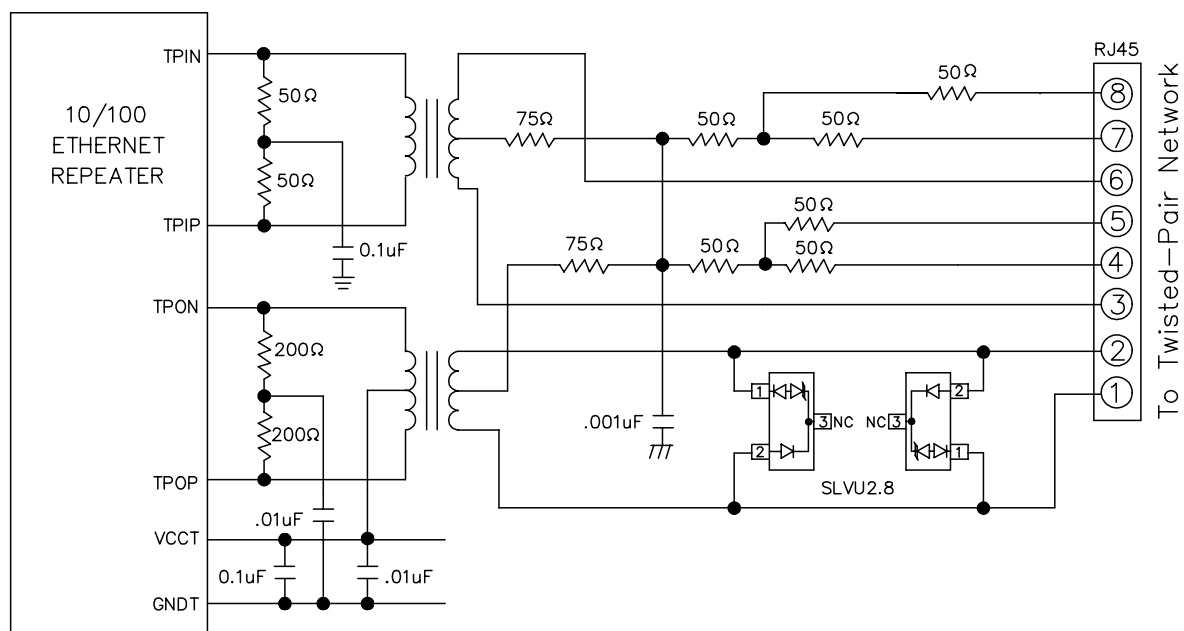 RJ45
TPIN
50Ω
8
10/100
ETHERNET
REPEATER
50Ω
75Ω
50Ω
50Ω
7
50Ω
6
TPIP
50Ω
5
0.1uF
75Ω
50Ω
50Ω
4
TPON
3
200Ω
2
1
2
1
200Ω
.001uF
3
NC
NC
3
2
1
TPOP
SLVU2.8
.01uF
VCCT
0.1uF
.01uF
GNDT
To Twisted-Pair Network